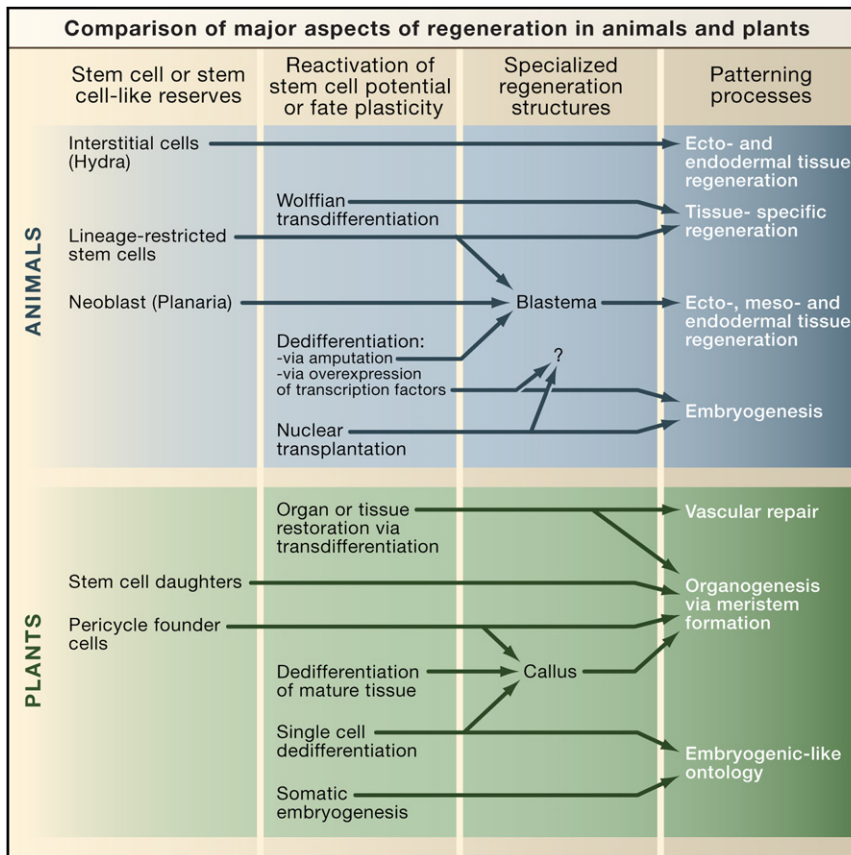 Comparison of major aspects of regeneration in animals and plants
Stem cell or stem
cell-like reserves
Reactivation of
stem cell potential
or fate plasticity
Specialized
regeneration
structures
Patterning
processes
ANIMALS
Interstitial cells
(Hydra)
Ecto- and
endodermal tissue
regeneration
Wolffian
transdifferentiation
Tissue- specific
regeneration
Lineage-restricted
stem cells
Neoblast (Planaria)
Blastema
Ecto-, meso- and
endodermal tissue
regeneration
Dedifferentiation:
-via amputation
-via overexpression
of transcription factors
?
Embryogenesis
Nuclear
transplantation
PLANTS
Organ or tissue
restoration via
transdifferentiation
Vascular repair
Stem cell daughters
Organogenesis
via meristem
formation
Pericycle founder
cells
Dedifferentiation
of mature tissue
Callus
Single cell
dedifferentiation
Embryogenic-like
ontology
Somatic
embryogenesis